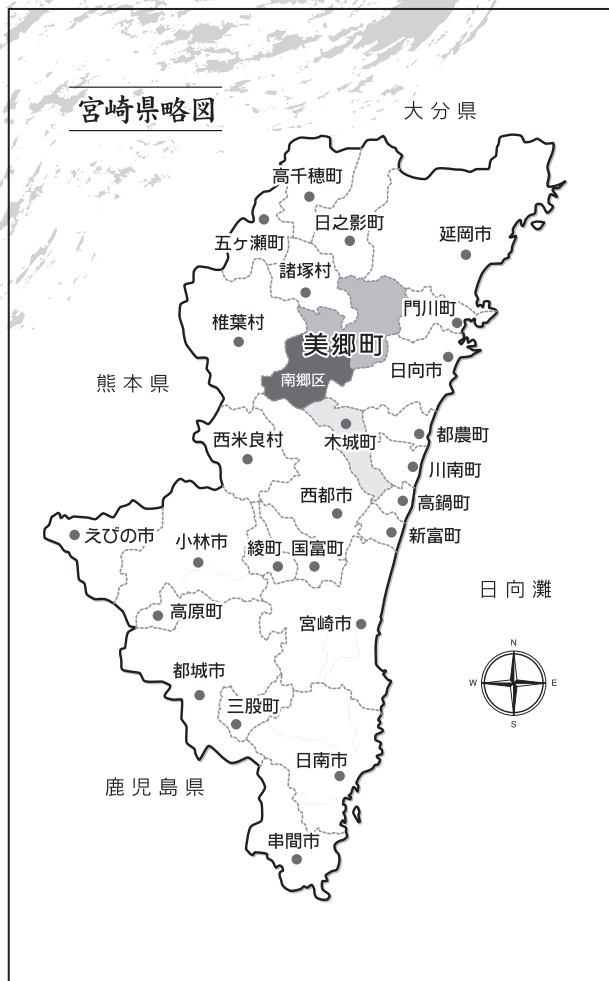 宮崎県略図
大分県
高千穂町
日之影町
五ヶ瀬町
延岡市
諸塚村
門川町
椎葉村
美郷町
日向市
熊本県
南郷区
西米良村
木城町
都農町
川南町
西都市
高鍋町
えびの市
小林市
綾町
国富町
新富町
日向灘
高原町
宮崎市
N
W
E
S
都城市
三股町
日南市
鹿児島県
串間市